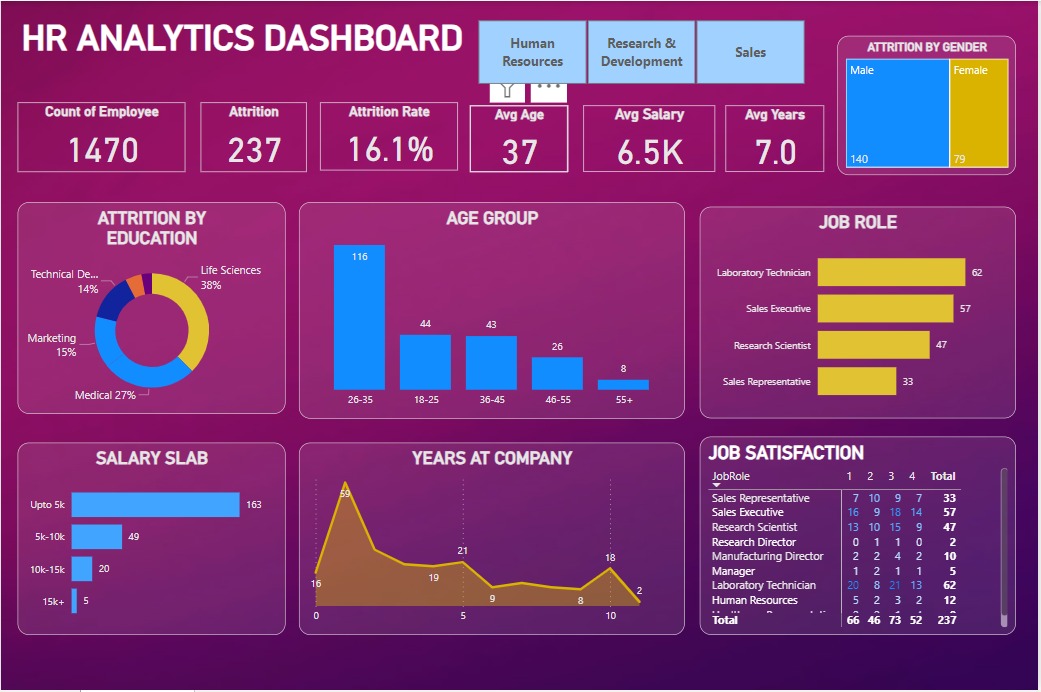 HR ANALYTICS DASHBOARD
Human
Resources
Research &
Development
Sales
ATTRITION BY GENDER
Male
Female
140
79
Count of Employee
1470
Attrition
237
Attrition Rate
16.1%
Avg Age
37
Avg Salary
6.5K
Avg Years
7.0
ATTRITION BY
EDUCATION
Technical De...
14%
Life Sciences
38%
Marketing
15%
Medical 27%
AGE GROUP
116
44
43
26
8
26-35 18-25 36-45 46-55 55+
JOB ROLE
Laboratory Technician 62
Sales Executive 57
Research Scientist 47
Sales Representative 33
SALARY SLAB
Upto 5k 163
5k-10k 49
10k-15k 20
15k+ 5
YEARS AT COMPANY
59
16
19
21
9
8
18
2
0 5 10
JOB SATISFACTION
JobRole 1 2 3 4 Total
Sales Representative 7 10 9 7 33
Sales Executive 16 9 18 14 57
Research Scientist 13 10 15 9 47
Research Director 0 1 1 0 2
Manufacturing Director 2 2 4 2 10
Manager 1 2 1 1 5
Laboratory Technician 20 8 21 13 62
Human Resources 5 2 3 2 12
Total 66 46 73 52 237